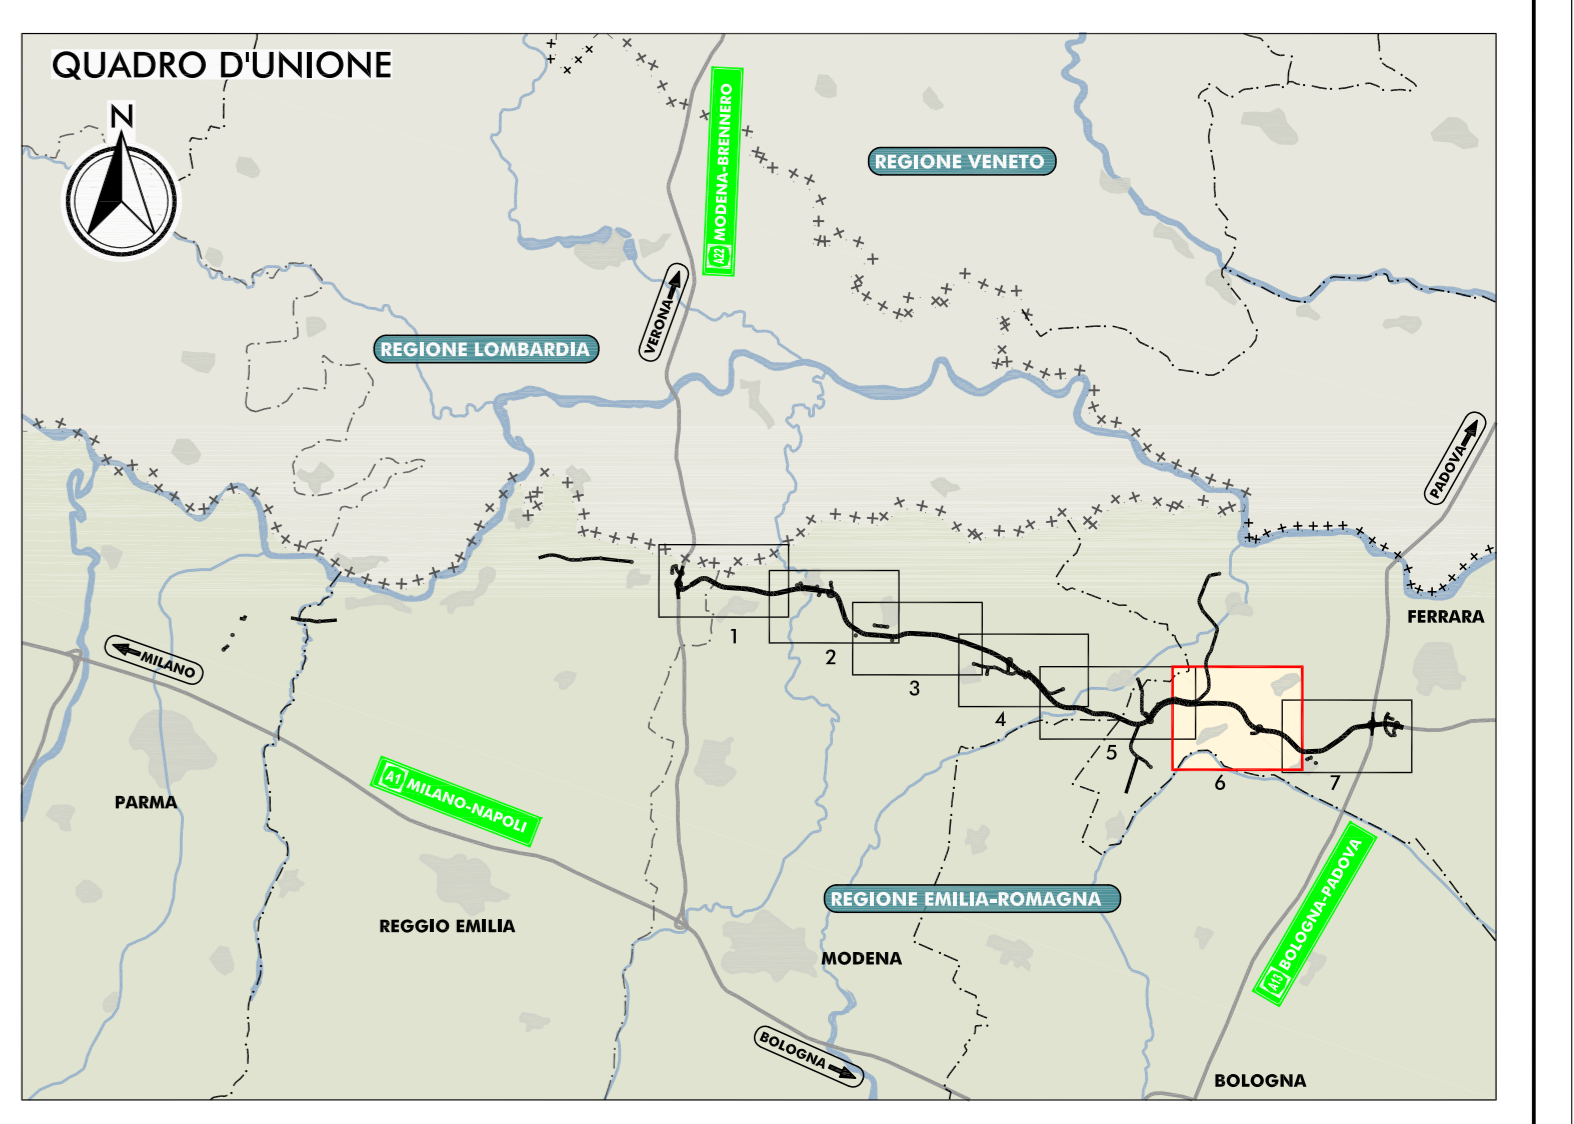 QUADRO D'UNIONE
N
A22 MODENA-BRENNERO
REGIONE VENETO
VERONA
REGIONE LOMBARDIA
PADOVA
FERRARA
MILANO
1
2
3
4
5
6
7
PARMA
A1 MILANO-NAPOLI
REGIONE EMILIA-ROMAGNA
A13 BOLOGNA-PADOVA
REGGIO EMILIA
MODENA
BOLOGNA
BOLOGNA